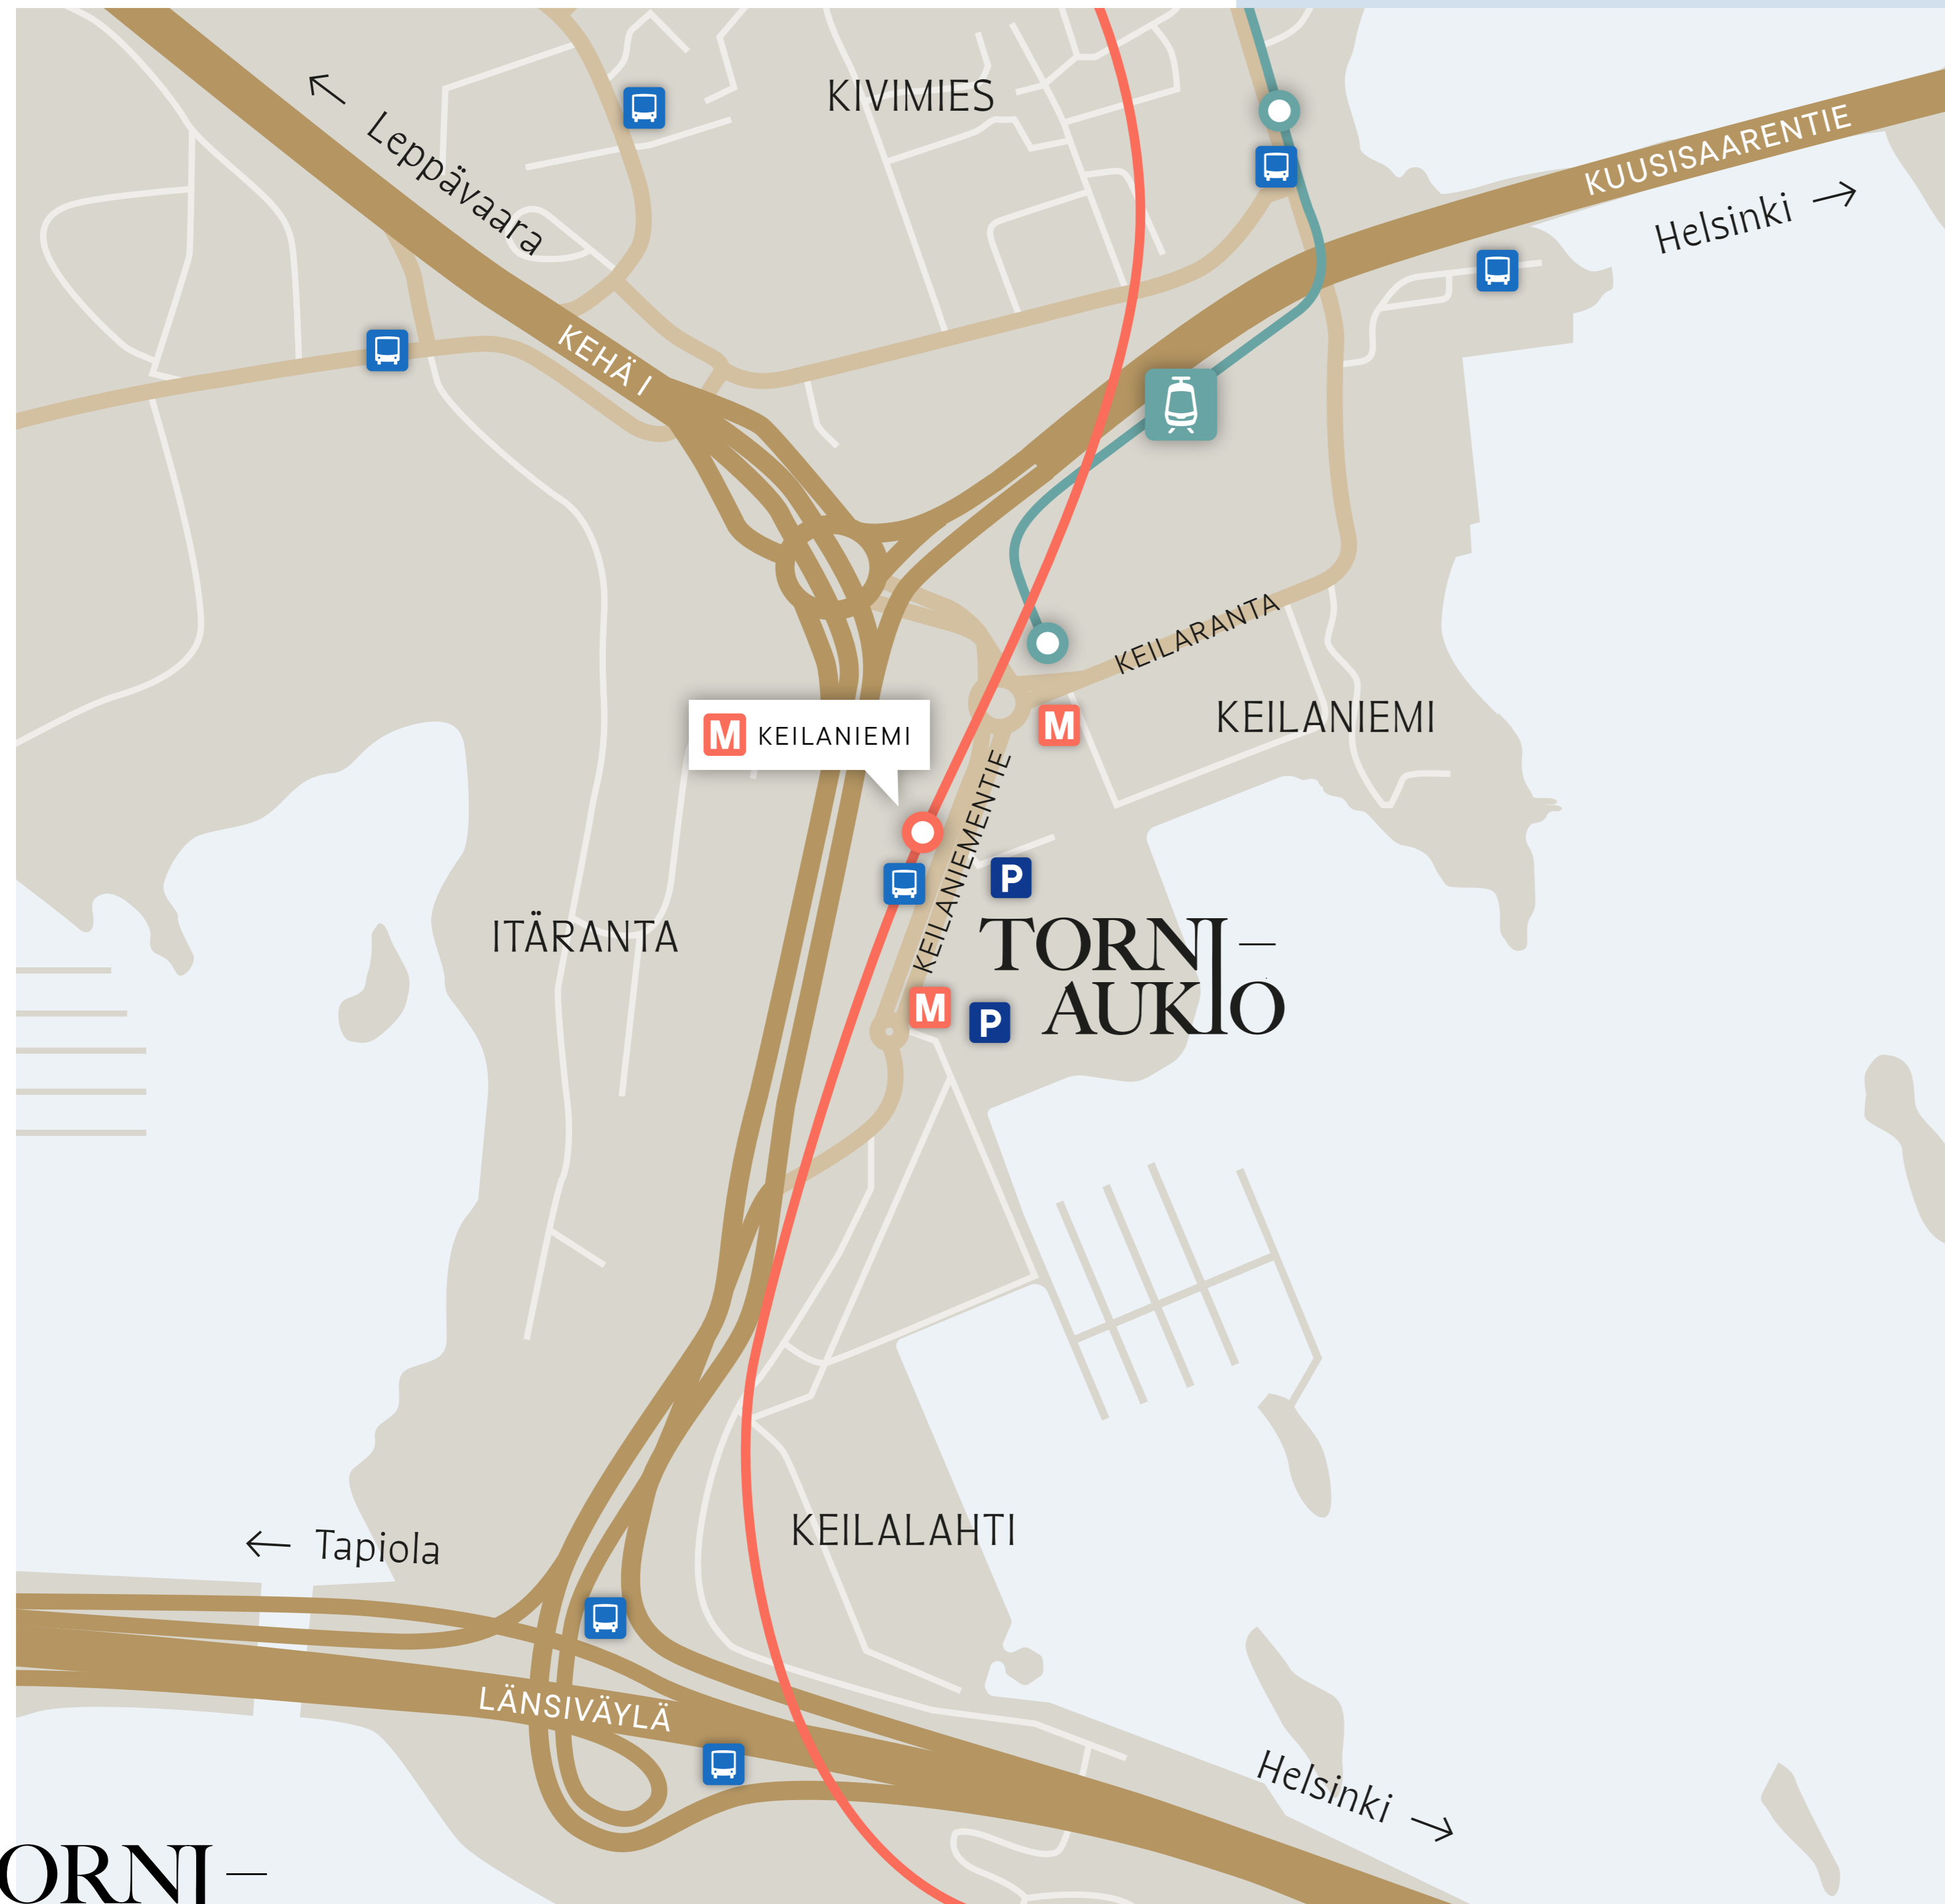 KIVIMIES
Leppävaara
KUUSISAARENTIE
Helsinki
KEHÄ I
KEILARANTA
KEILANIEMI
M KEILANIEMI
M
KEILANIEMENTIE
P
ITÄRANTA
TORNI–
AUKIO
M
P
KEILALAHTI
Tapiola
LÄNSIVÄYLÄ
Helsinki
ORNI–